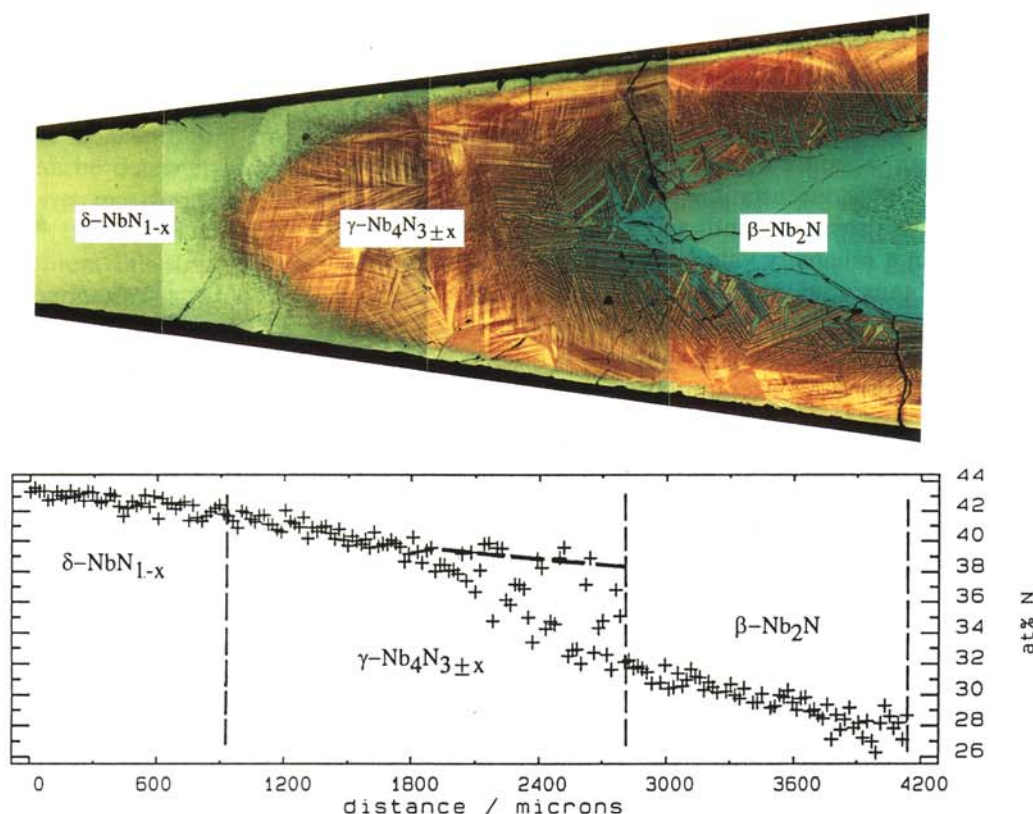 δ–NbN1-x
γ–Nb4N3±x
β–Nb2N
44
42
40
38
36
34
32
30
28
26
at% N
δ–NbN1-x
γ–Nb4N3±x
β–Nb2N
0 600 1200 1800 2400 3000 3600 4200
distance / microns